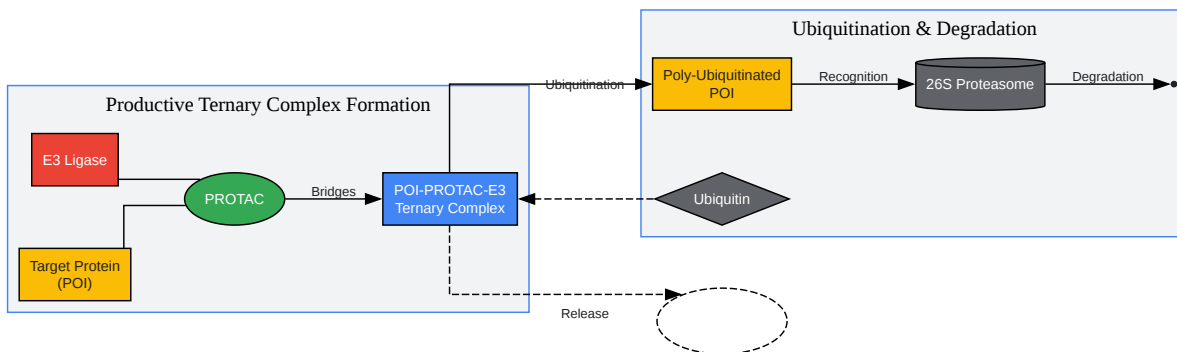 Ubiquitination & Degradation
Poly-Ubiquitinated
POI
Recognition
26S Proteasome
Degradation
Ubiquitination
Productive Ternary Complex Formation
E3 Ligase
PROTAC
Bridges
POI-PROTAC-E3
Ternary Complex
Ubiquitin
Target Protein
(POI)
Release